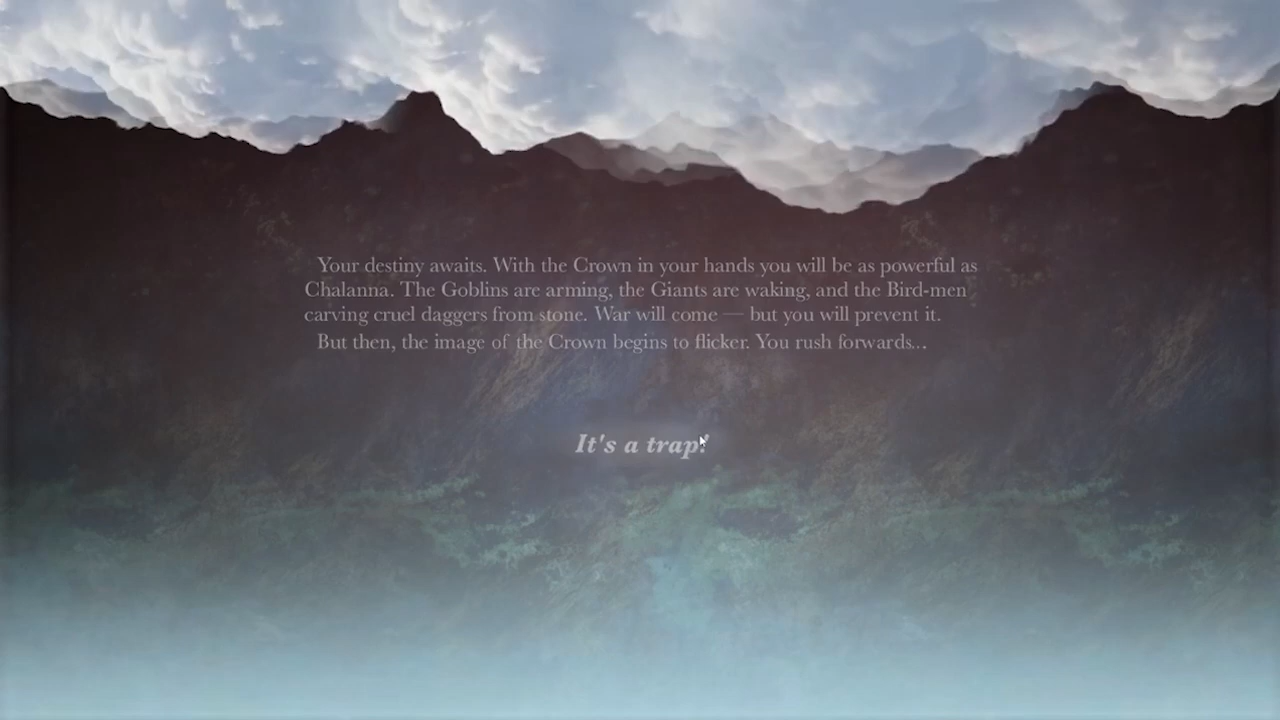 Your destiny awaits. With the Crown in your hands you will be as powerful as
Chalanna. The Goblins are arming, the Giants are waking, and the Bird-men
carving cruel daggers from stone. War will come — but you will prevent it.
But then, the image of the Crown begins to flicker. You rush forwards...
It's a trap!